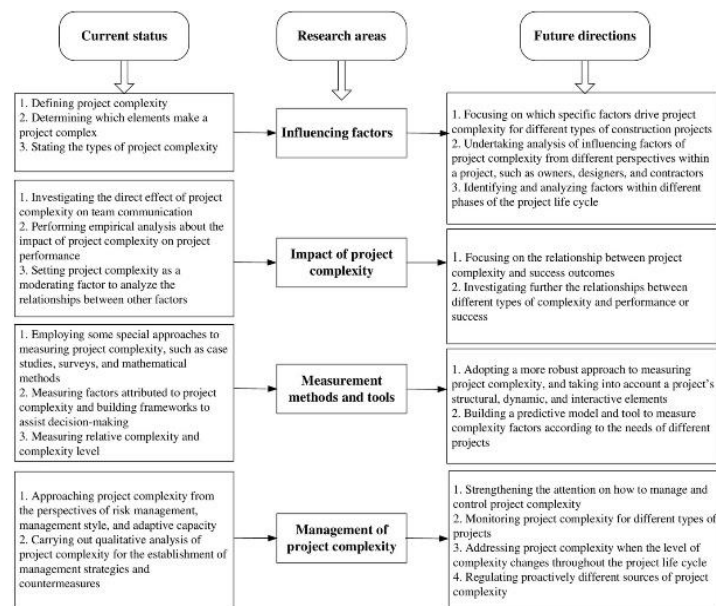 Current status
Research areas
Future directions
1. Defining project complexity
2. Determining which elements make a
project complex
3. Stating the types of project complexity
Influencing factors
1. Focusing on which specific factors drive project
complexity for different types of construction projects
2. Undertaking analysis of influencing factors of
project complexity from different perspectives within
a project, such as owners, designers, and contractors
3. Identifying and analyzing factors within different
phases of the project life cycle
1. Investigating the direct effect of project
complexity on team communication
2. Performing empirical analysis about the
impact of project complexity on project
performance
3. Setting project complexity as a
moderating factor to analyze the
relationships between other factors
Impact of project
complexity
1. Focusing on the relationship between project
complexity and success outcomes
2. Investigating further the relationships between
different types of complexity and performance or
success
1. Employing some special approaches to
measuring project complexity, such as case
studies, surveys, and mathematical
methods
2. Measuring factors attributed to project
complexity and building frameworks to
assist decision-making
3. Measuring relative complexity and
complexity level
Measurement
methods and tools
1. Adopting a more robust approach to measuring
project complexity, and taking into account a project's
structural, dynamic, and interactive elements
2. Building a predictive model and tool to measure
complexity factors according to the needs of different
projects
1. Approaching project complexity from
the perspectives of risk management,
management style, and adaptive capacity
2. Carrying out qualitative analysis of
project complexity for the establishment of
management strategies and
countermeasures
Management of
project complexity
1. Strengthening the attention on how to manage and
control project complexity
2. Monitoring project complexity for different types of
projects
3. Addressing project complexity when the level of
complexity changes throughout the project life cycle
4. Regulating proactively different sources of project
complexity